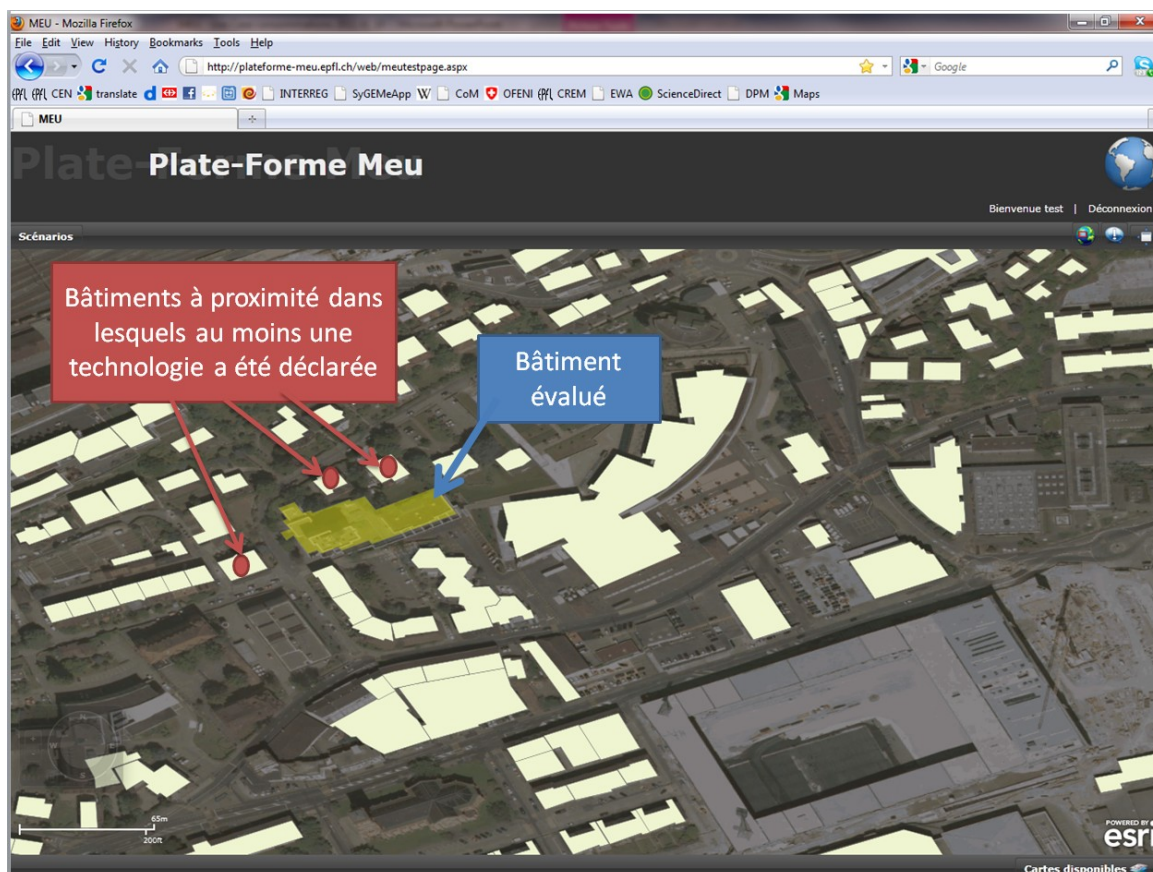 MEU - Mozilla Firefox
File Edit View History Bookmarks Tools Help
http://plateforme-meu.epfl.ch/web/meutestpage.aspx
Google
CEN translate INTERREG SyGEMeApp W CoM OFENI CREM EWA ScienceDirect DPM Maps
MEU
Plate-Forme Meu
Plate-Forme Meu
Bienvenue test | Déconnexion
Scénarios
Bâtiments à proximité dans
lesquels au moins une
technologie a été déclarée
Bâtiment
évalué
65m
200ft
POWERED BY
esri
Cartes disponibles